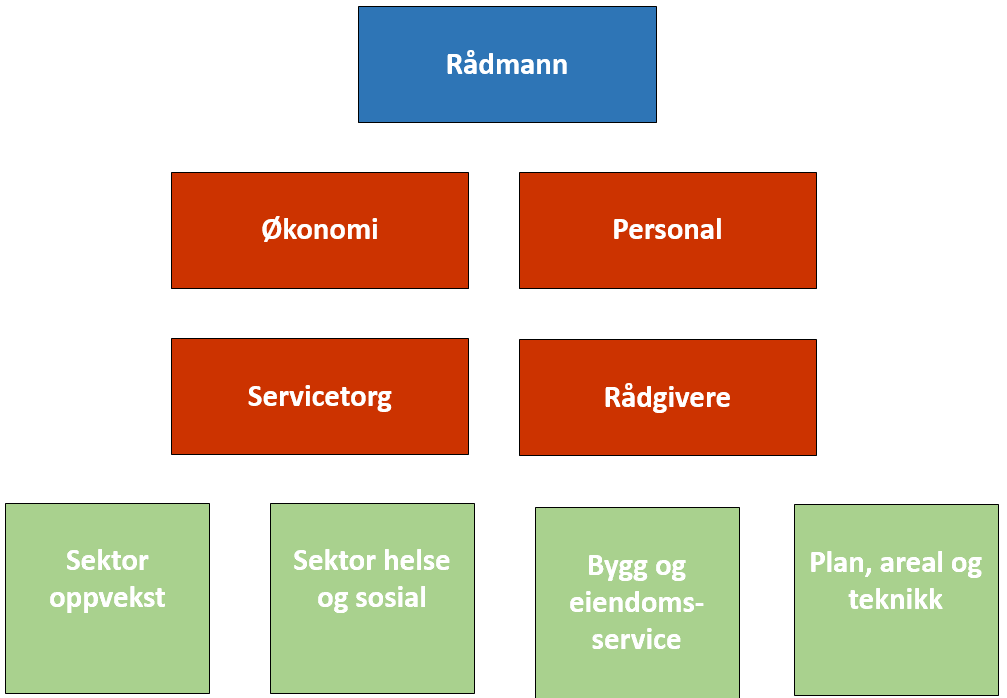 Rådmann
Økonomi
Personal
Servicetorg
Rådgivere
Sektor
oppvekst
Sektor helse
og sosial
Bygg og
eiendoms-
service
Plan, areal og
teknikk